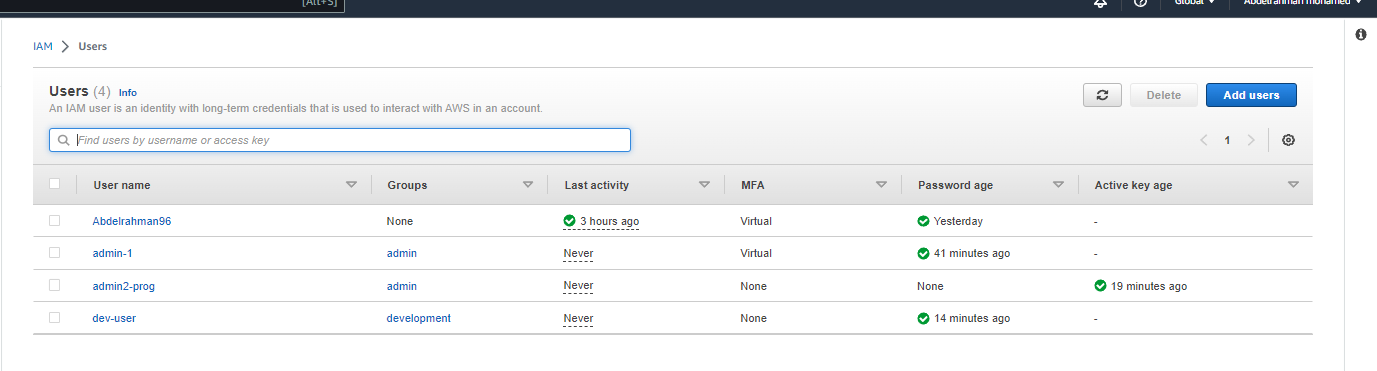 [Alt+S]
Global
Abdelrahman mohamed
IAM > Users
Users (4) Info
An IAM user is an identity with long-term credentials that is used to interact with AWS in an account.
Delete
Add users
Find users by username or access key
1
User name Groups Last activity MFA Password age Active key age
Abdelrahman96 None 3 hours ago Virtual Yesterday -
admin-1 admin Never Virtual 41 minutes ago -
admin2-prog admin Never None None 19 minutes ago
dev-user development Never None 14 minutes ago -